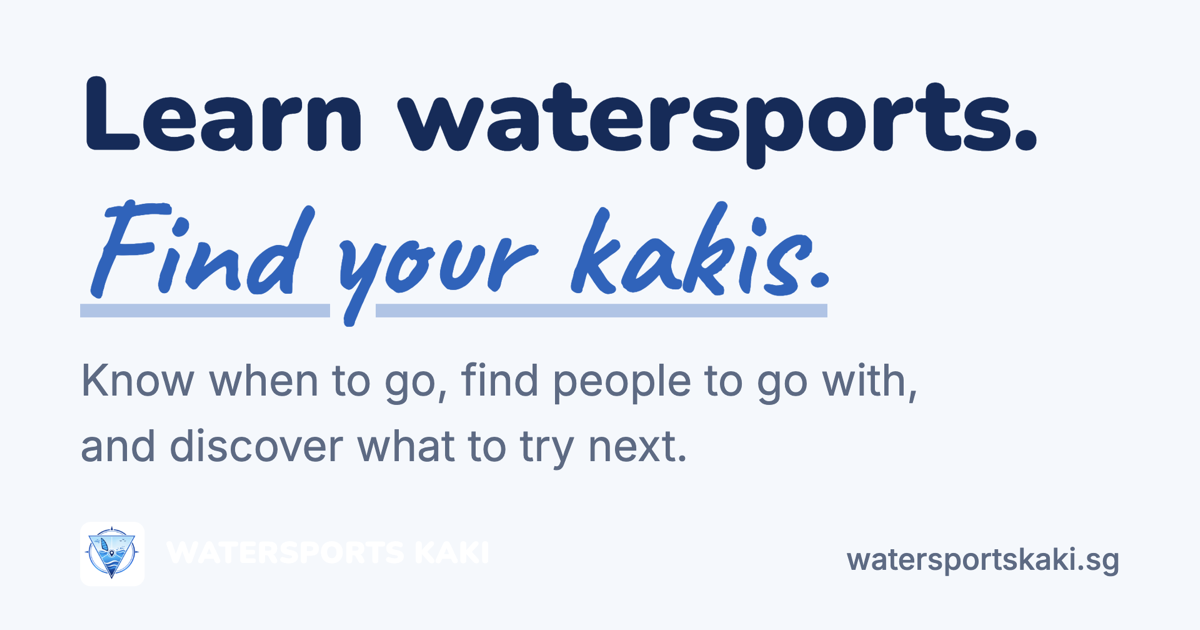 Learn watersports.
Find your kakis.
Know when to go, find people to go with,
and discover what to try next.
WATERSPORTS KAKI
watersportskaki.sg